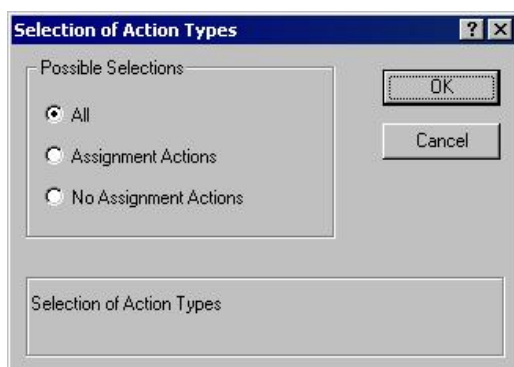 Selection of Action Types
Possible Selections
All
Assignment Actions
No Assignment Actions
OK
Cancel
Selection of Action Types